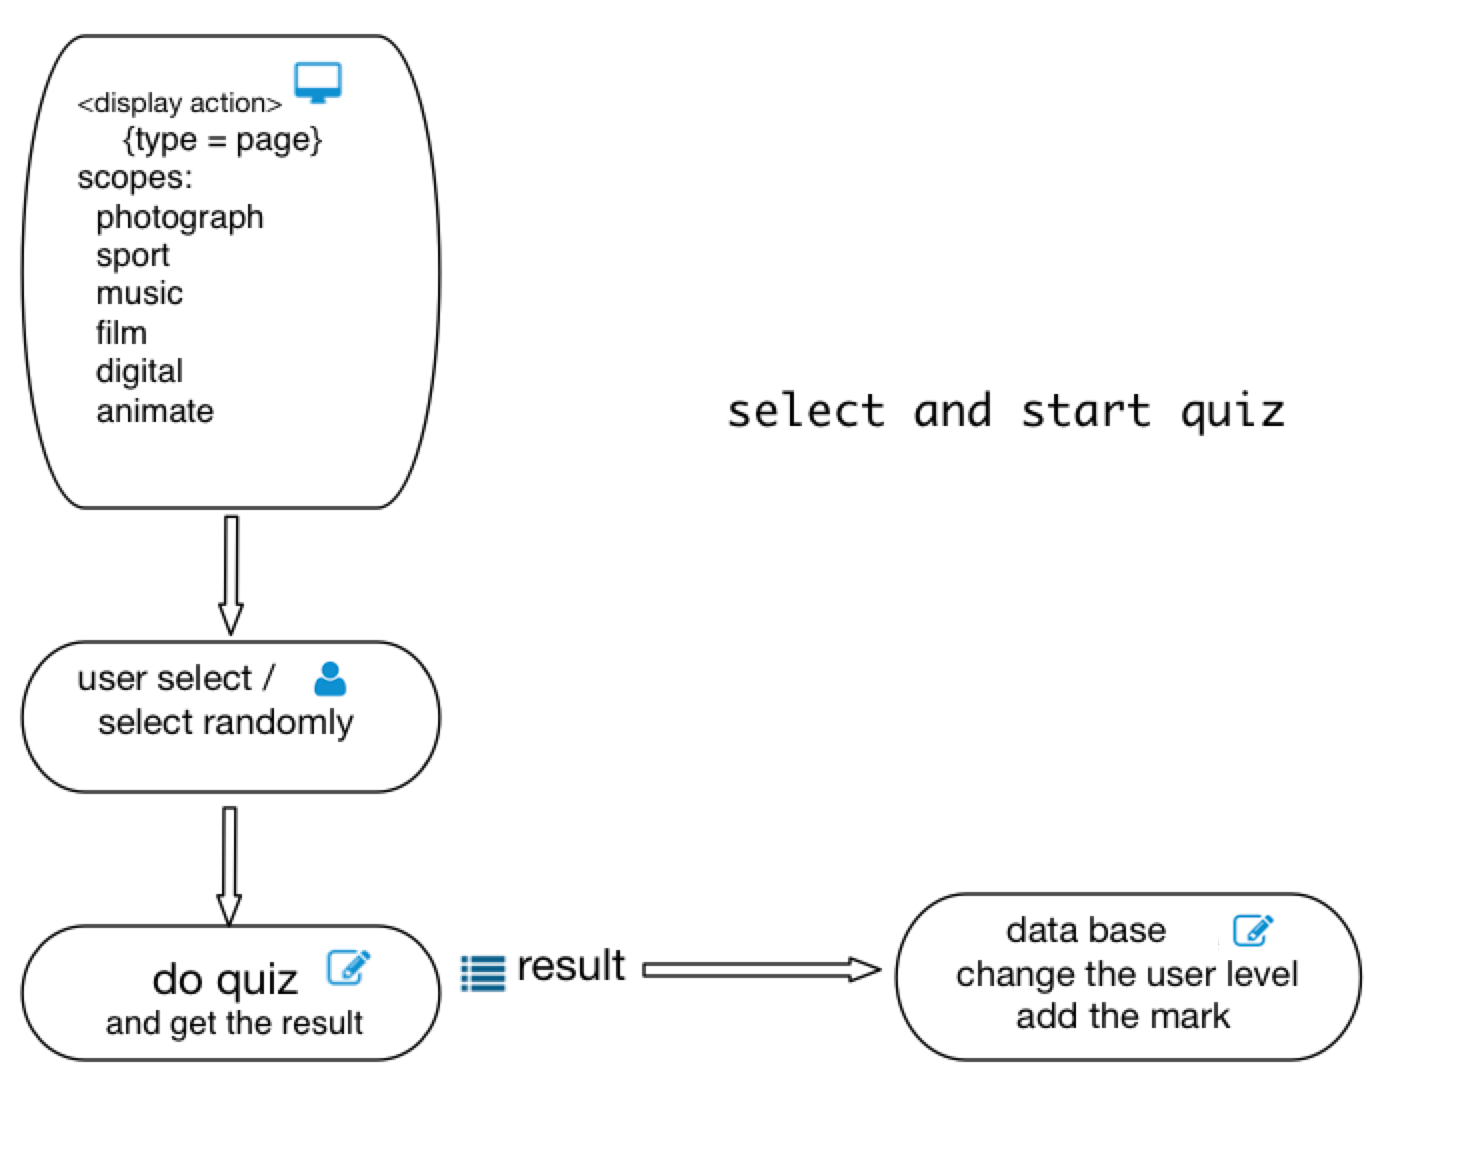 <display action>
{type = page}
scopes:
photograph
sport
music
film
digital
animate
select and start quiz
user select /
select randomly
do quiz
and get the result
result
data base
change the user level
add the mark